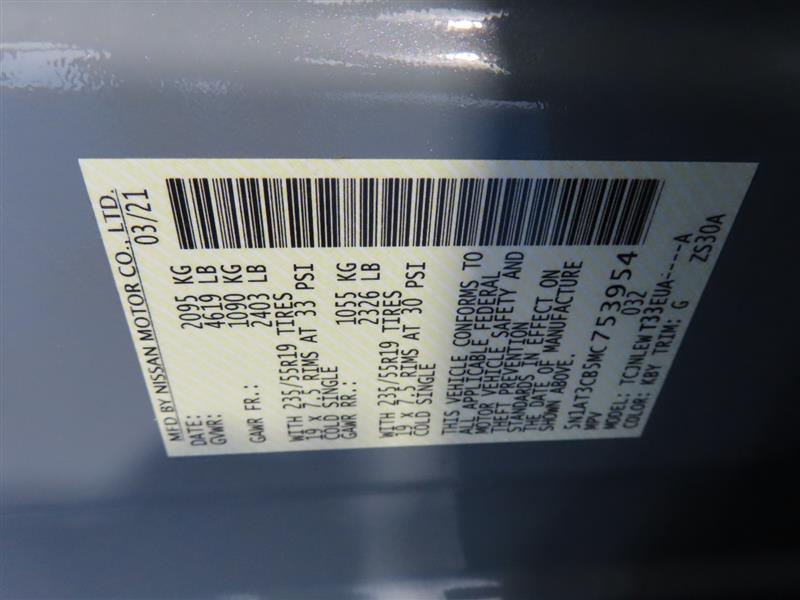 MFD BY NISSAN MOTOR CO., LTD.
DATE: 03/21
GVWR: 2095 KG
4619 LB
GAWR FR.: 1090 KG
2403 LB
WITH 235/55R19 TIRES
19 X 7.5 RIMS AT 33 PSI
COLD SINGLE
GAWR RR.: 1055 KG
2326 LB
WITH 235/55R19 TIRES
19 X 7.5 RIMS AT 30 PSI
COLD SINGLE
THIS VEHICLE CONFORMS TO
ALL APPLICABLE FEDERAL
MOTOR VEHICLE SAFETY AND
THEFT PREVENTION
STANDARDS IN EFFECT ON
THE DATE OF MANUFACTURE
SHOWN ABOVE.
5N1AT3CB5MC753954
MPV 032
MODEL: TCJNLEWT33EUA-----A
COLOR: KBY TRIM: G ZS30A